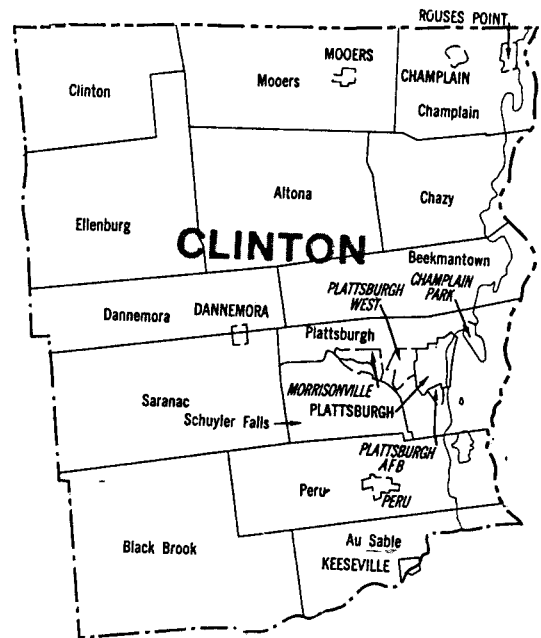 ROUSES POINT
MOOERS
Clinton
Mooers
CHAMPLAIN
Champlain
Altona
Chazy
Ellenburg
CLINTON
Beekmantown
PLATTSBURGH
WEST
CHAMPLAIN
PARK
Dannemora
DANNEMORA
Plattsburgh
Saranac
MORRISONVILLE
PLATTSBURGH
Schuyler Falls
PLATTSBURGH
AFB
Peru
PERU
Black Brook
Au Sable
KEESEVILLE